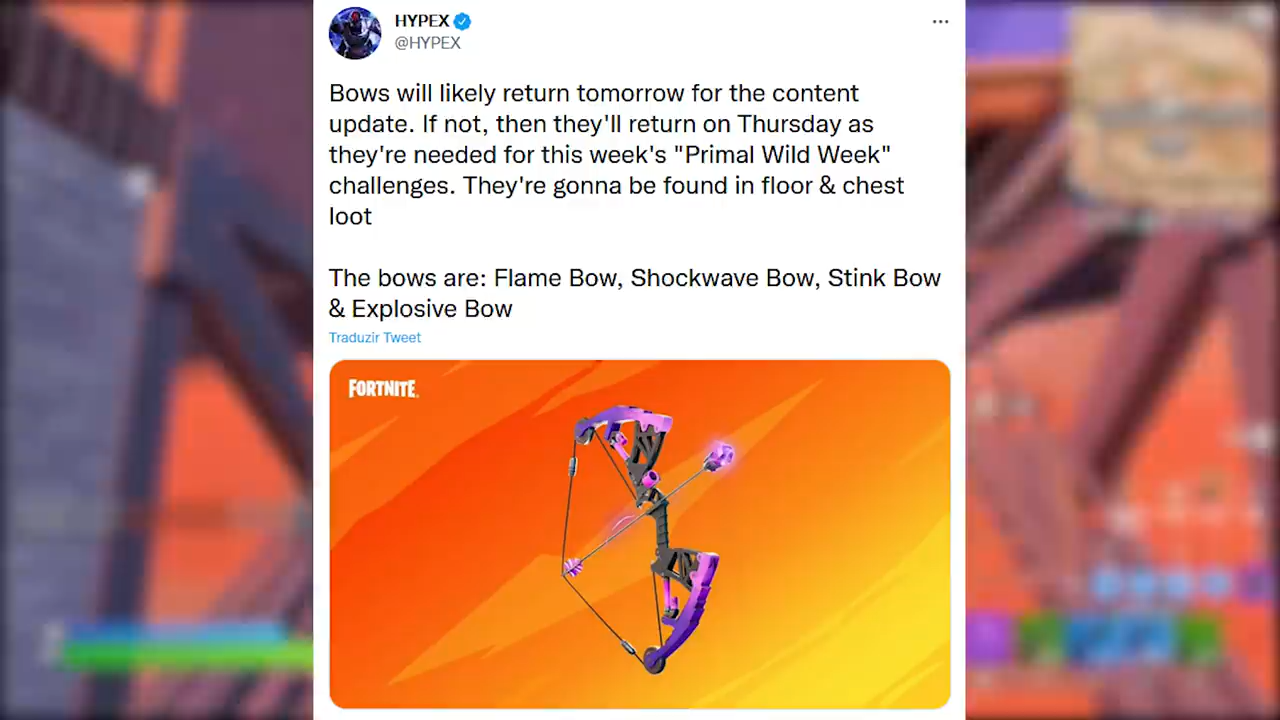 HYPEX
@HYPEX
Bows will likely return tomorrow for the content
update. If not, then they'll return on Thursday as
they're needed for this week's "Primal Wild Week"
challenges. They're gonna be found in floor & chest
loot
The bows are: Flame Bow, Shockwave Bow, Stink Bow
& Explosive Bow
Traduzir Tweet
FORTNITE